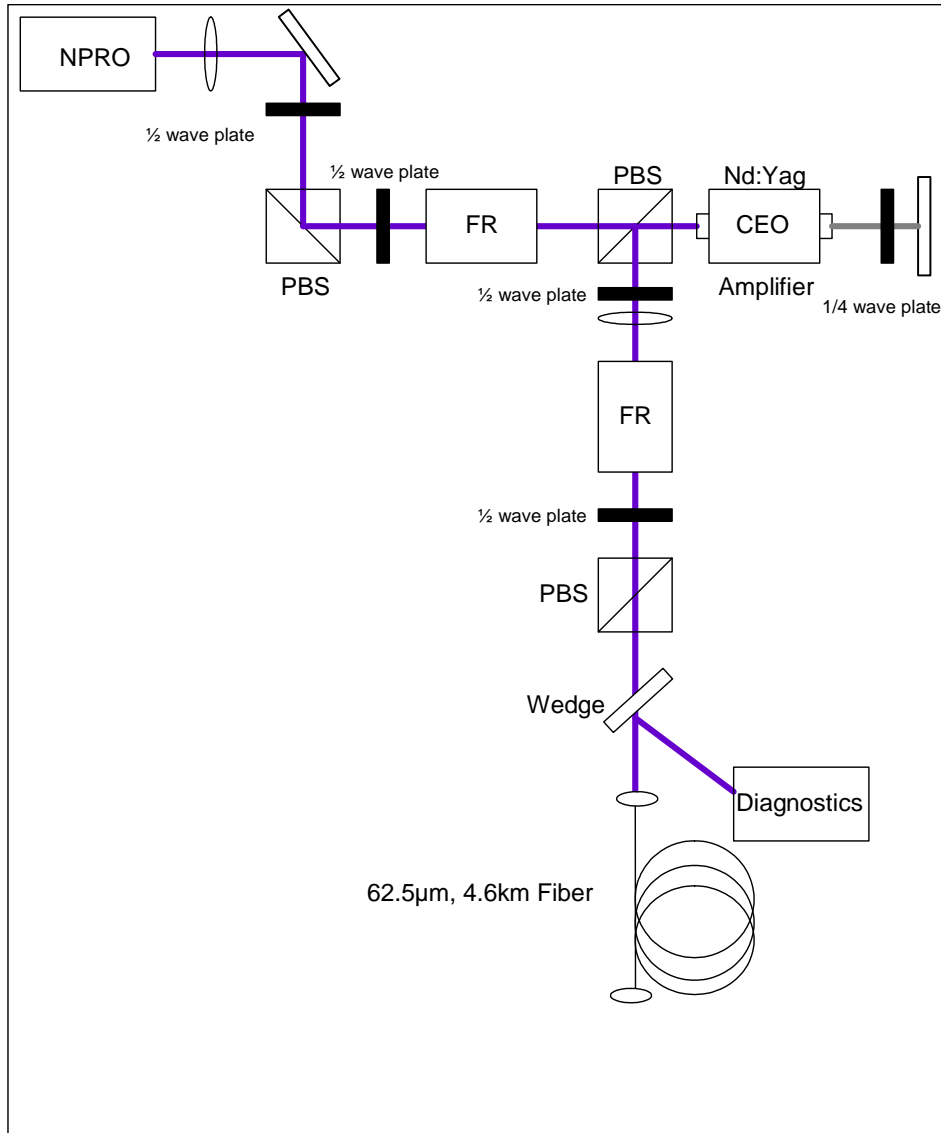 NPRO
½ wave plate
½ wave plate
PBS
Nd:Yag
FR
CEO
PBS
½ wave plate
Amplifier
1/4 wave plate
FR
½ wave plate
PBS
Wedge
Diagnostics
62.5µm, 4.6km Fiber